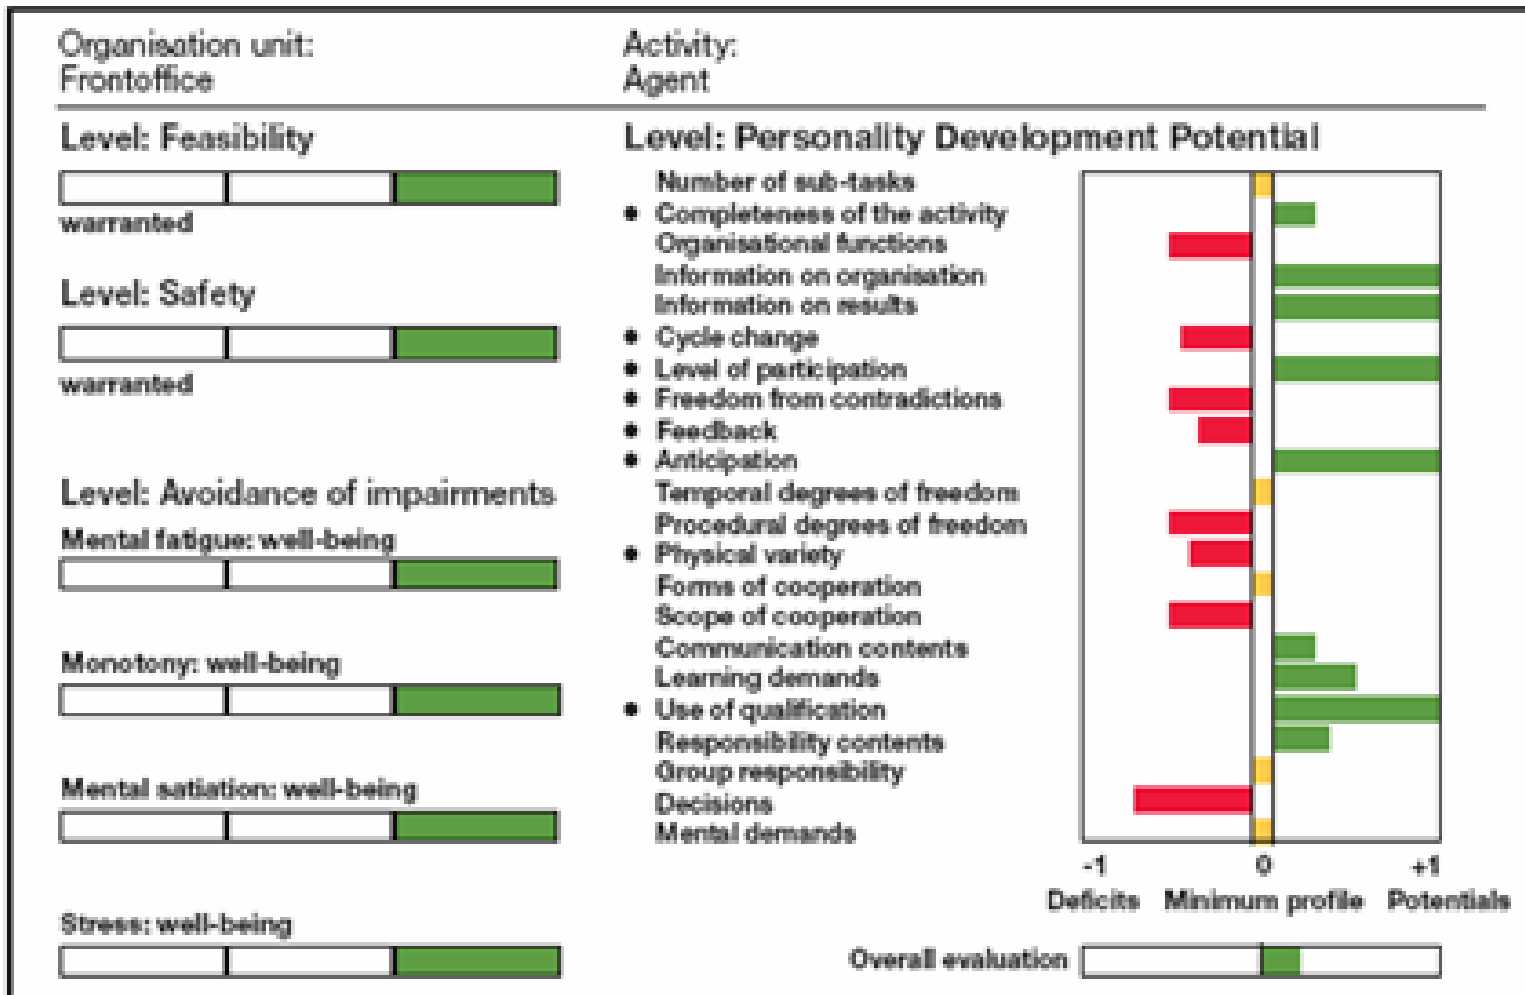 Organisation unit:
Frontoffice
Activity:
Agent
Level: Feasibility
warranted
Level: Safety
warranted
Level: Avoidance of impairments
Mental fatigue: well-being
Monotony: well-being
Mental satiation: well-being
Stress: well-being
Level: Personality Development Potential
Number of sub-tasks
• Completeness of the activity
Organisational functions
Information on organisation
Information on results
• Cycle change
• Level of participation
• Freedom from contradictions
• Feedback
• Anticipation
Temporal degrees of freedom
Procedural degrees of freedom
• Physical variety
Forms of cooperation
Scope of cooperation
Communication contents
Learning demands
• Use of qualification
Responsibility contents
Group responsibility
Decisions
Mental demands
-1 0 +1
Deficits Minimum profile Potentials
Overall evaluation